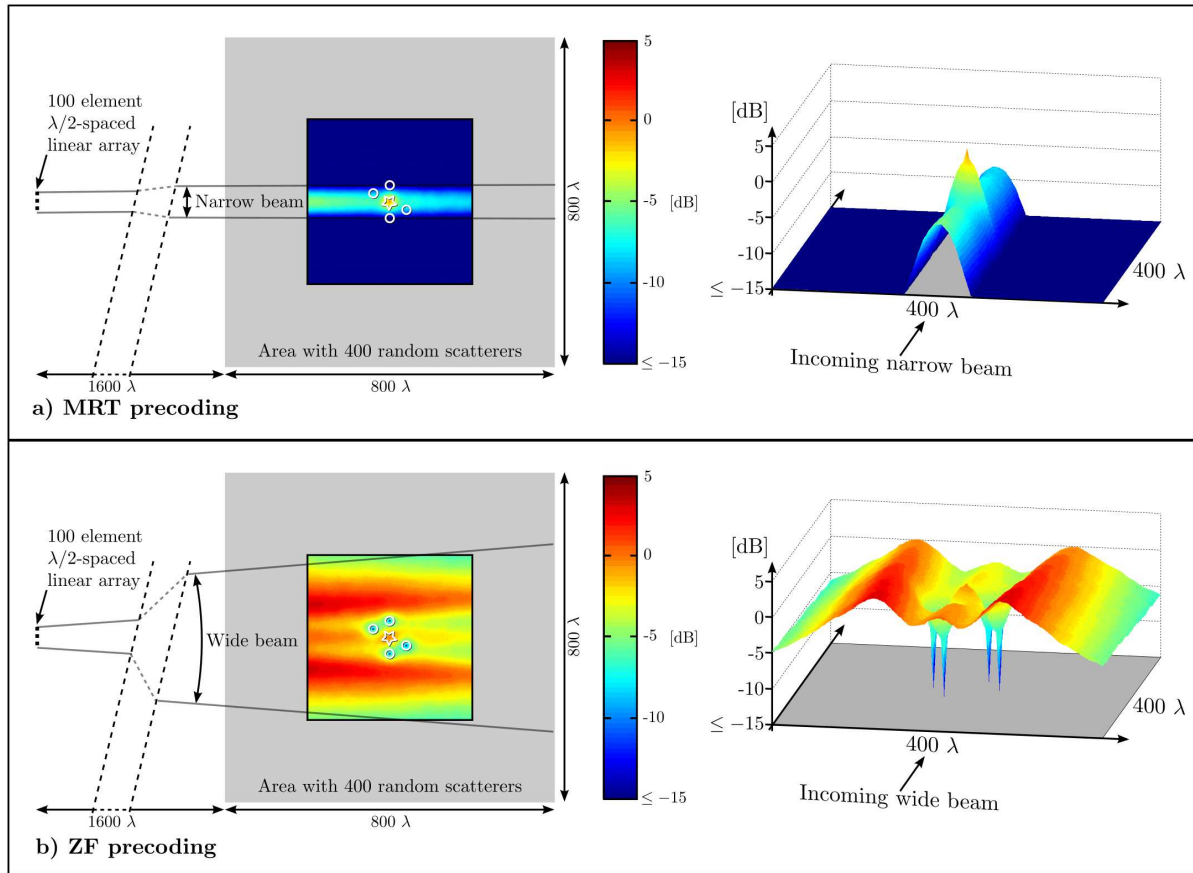 100 element
λ/2-spaced
linear array
Narrow beam
Area with 400 random scatterers
1600 λ
800 λ
800 λ
5
0
-5
[dB]
-10
≤ −15
[dB]
5
0
-5
-10
≤ −15
400 λ
400 λ
Incoming narrow beam
a) MRT precoding
100 element
λ/2-spaced
linear array
Wide beam
Area with 400 random scatterers
1600 λ
800 λ
800 λ
5
0
-5
[dB]
-10
≤ −15
[dB]
5
0
-5
-10
≤ −15
400 λ
400 λ
Incoming wide beam
b) ZF precoding